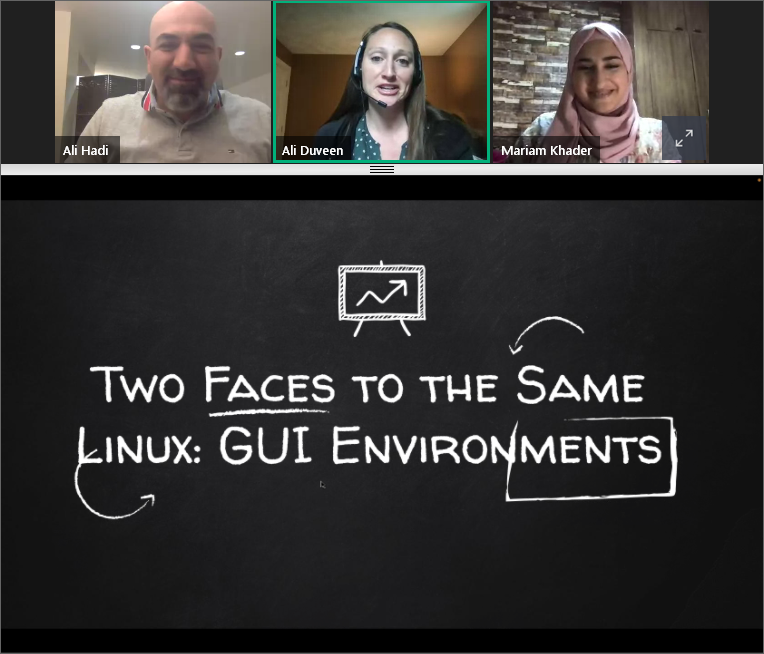 Ali Hadi
Ali Duveen
Mariam Khader
Two Faces to the Same
Linux: GUI Environments